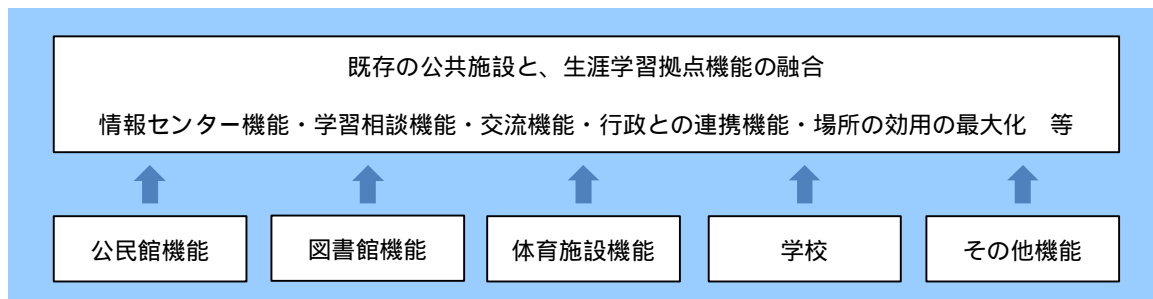 既存の公共施設と、生涯学習拠点機能の融合
情報センター機能・学習相談機能・交流機能・行政との連携機能・場所の効用の最大化　等
公民館機能
図書館機能
体育施設機能
学校
その他機能